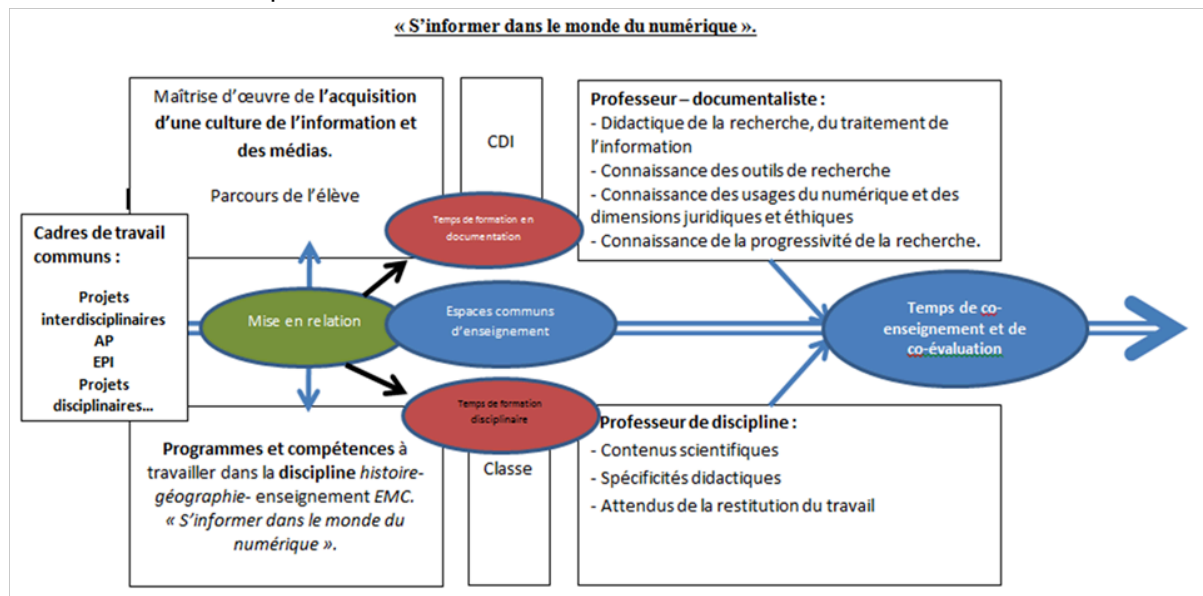 « S'informer dans le monde du numérique ».
Maîtrise d'œuvre de l'acquisition
d'une culture de l'information et
des médias.
Parcours de l'élève
CDI
Professeur – documentaliste :
- Didactique de la recherche, du traitement de
l'information
- Connaissance des outils de recherche
- Connaissance des usages du numérique et des
dimensions juridiques et éthiques
- Connaissance de la progressivité de la recherche.
Temps de formation en
documentation
Cadres de travail
communs :
Projets
interdisciplinaires
AP
EPI
Projets
disciplinaires...
Mise en relation
Espaces communs
d'enseignement
Temps de co-
enseignement et de
co-évaluation
Temps de formation
disciplinaire
Programmes et compétences à
travailler dans la discipline histoire-
géographie- enseignement EMC.
« S'informer dans le monde du
numérique ».
Classe
Professeur de discipline :
- Contenus scientifiques
- Spécificités didactiques
- Attendus de la restitution du travail